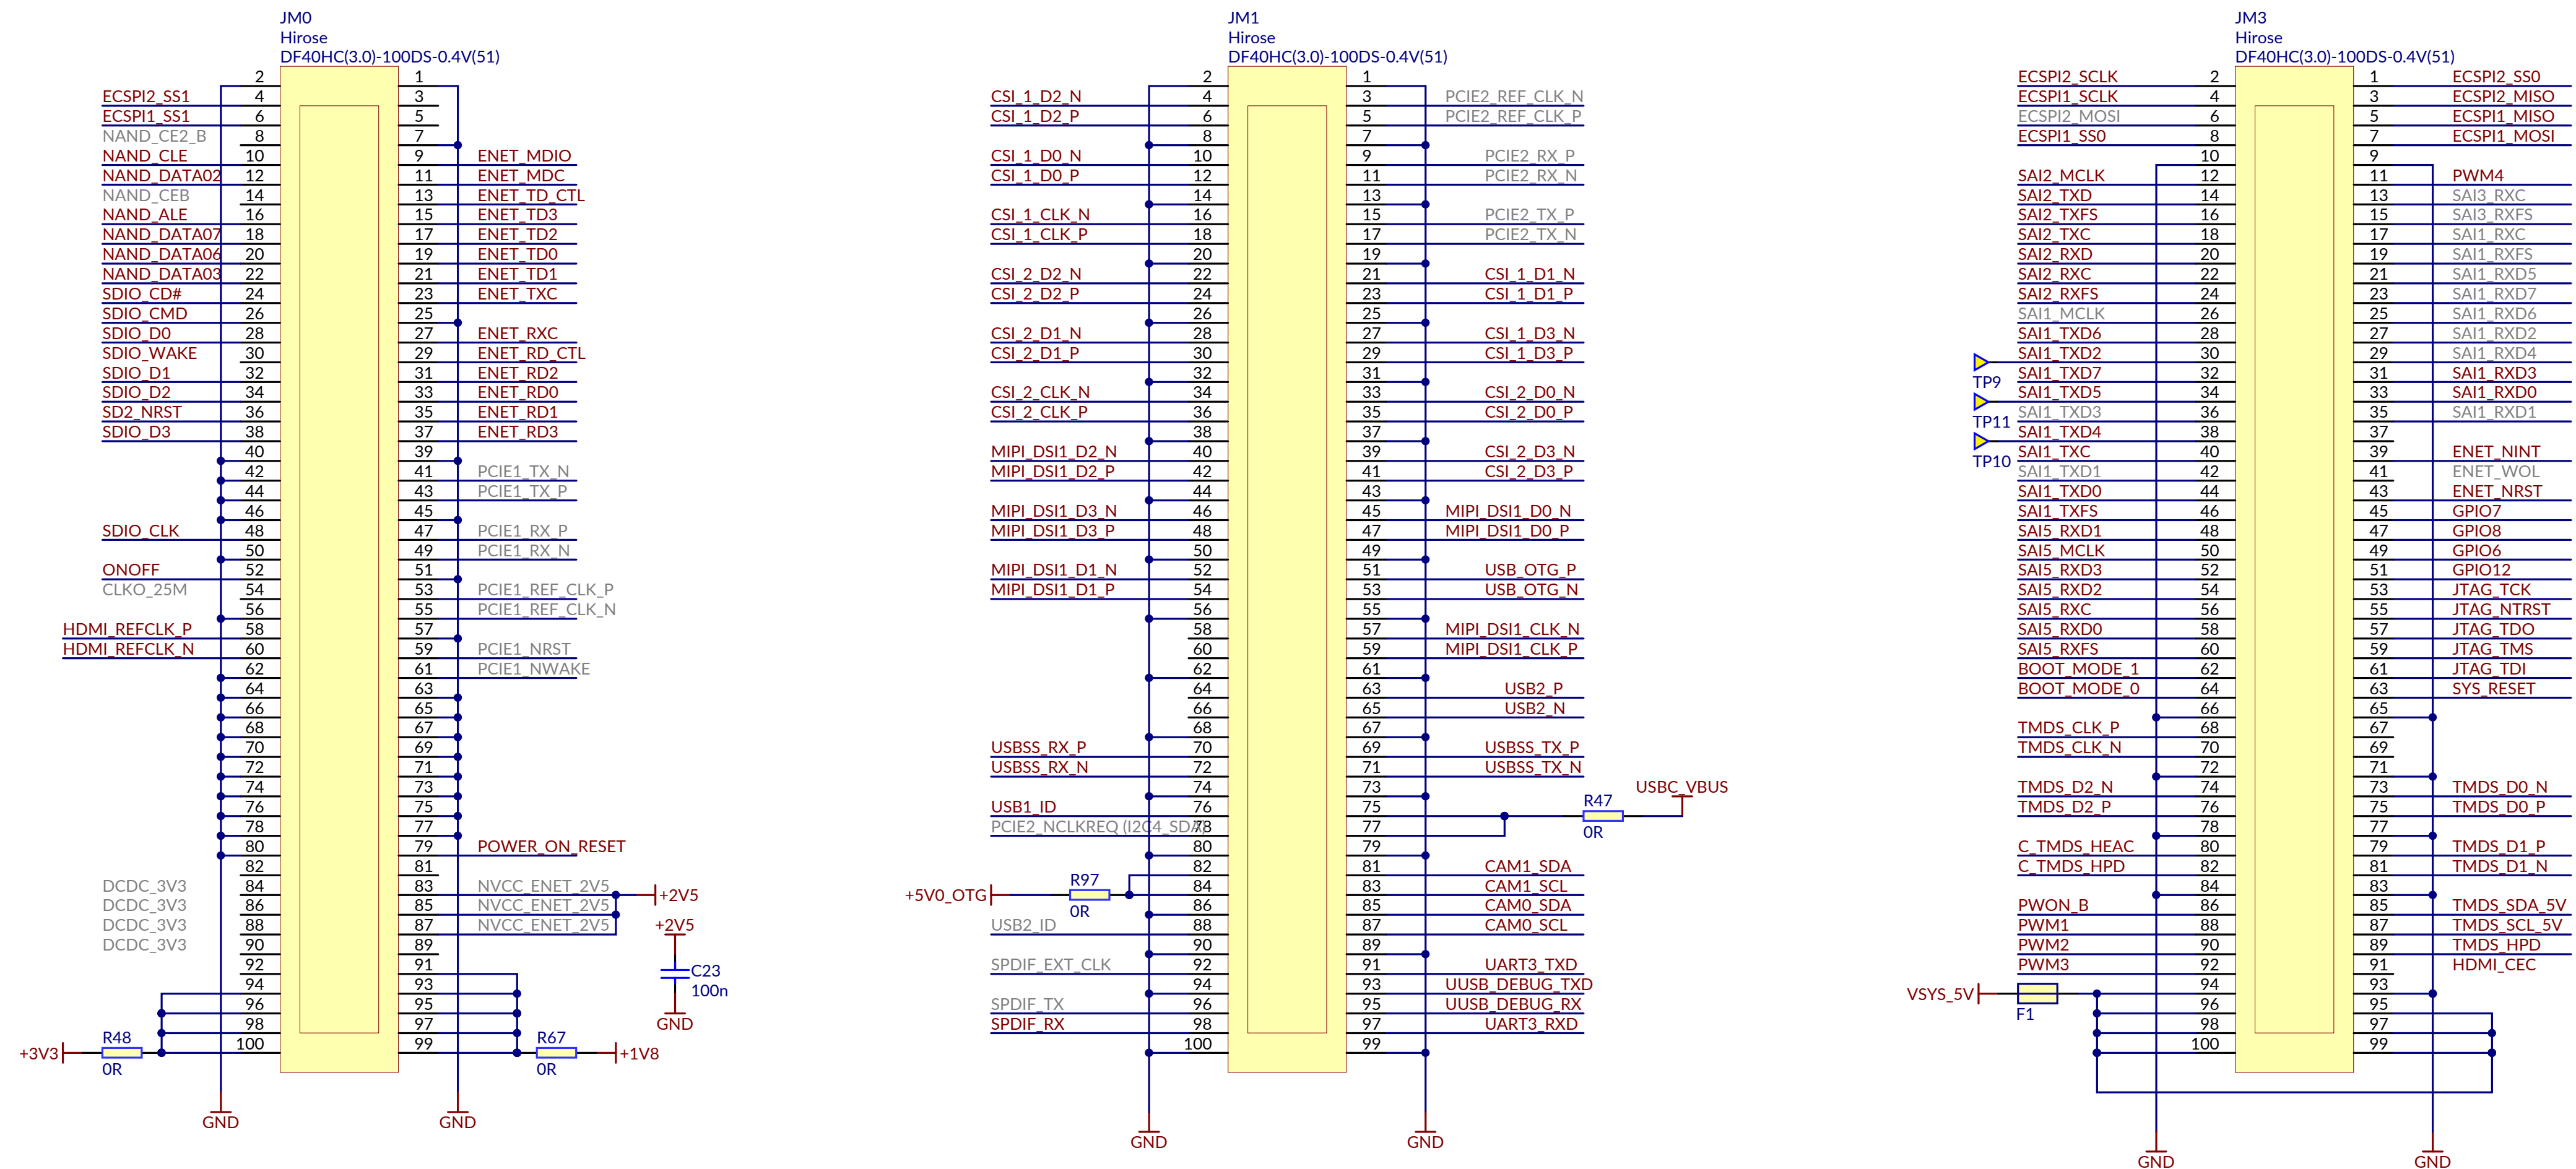 JM0
Hirose
DF40HC(3.0)-100DS-0.4V(51)
2 1
ECSPI2_SS1 4 3
ECSPI1_SS1 6 5
NAND_CE2_B 8 7
NAND_CLE 10 9 ENET_MDIO
NAND_DATA02 12 11 ENET_MDC
NAND_CEB 14 13 ENET_TD_CTL
NAND_ALE 16 15 ENET_TD3
NAND_DATA07 18 17 ENET_TD2
NAND_DATA06 20 19 ENET_TD0
NAND_DATA03 22 21 ENET_TD1
SDIO_CD# 24 23 ENET_TXC
SDIO_CMD 26 25
SDIO_D0 28 27 ENET_RXC
SDIO_WAKE 30 29 ENET_RD_CTL
SDIO_D1 32 31 ENET_RD2
SDIO_D2 34 33 ENET_RD0
SD2_NRST 36 35 ENET_RD1
SDIO_D3 38 37 ENET_RD3
40 39
42 41 PCIE1_TX_N
44 43 PCIE1_TX_P
46 45
SDIO_CLK 48 47 PCIE1_RX_P
50 49 PCIE1_RX_N
ONOFF 52 51
CLKO_25M 54 53 PCIE1_REF_CLK_P
56 55 PCIE1_REF_CLK_N
HDMI_REFCLK_P 58 57
HDMI_REFCLK_N 60 59 PCIE1_NRST
62 61 PCIE1_NWAKE
64 63
66 65
68 67
70 69
72 71
74 73
76 75
78 77
80 79 POWER_ON_RESET
82 81
DCDC_3V3 84 83 NVCC_ENET_2V5 +2V5
DCDC_3V3 86 85 NVCC_ENET_2V5
DCDC_3V3 88 87 NVCC_ENET_2V5 +2V5
DCDC_3V3 90 89
92 91 C23
94 93 100n
96 95
98 97 GND
+3V3 R48 100 99 R67 +1V8
0R 0R
GND GND
JM1
Hirose
DF40HC(3.0)-100DS-0.4V(51)
2 1
CSI_1_D2_N 4 3 PCIE2_REF_CLK_N
CSI_1_D2_P 6 5 PCIE2_REF_CLK_P
8 7
CSI_1_D0_N 10 9 PCIE2_RX_P
CSI_1_D0_P 12 11 PCIE2_RX_N
14 13
CSI_1_CLK_N 16 15 PCIE2_TX_P
CSI_1_CLK_P 18 17 PCIE2_TX_N
20 19
CSI_2_D2_N 22 21 CSI_1_D1_N
CSI_2_D2_P 24 23 CSI_1_D1_P
26 25
CSI_2_D1_N 28 27 CSI_1_D3_N
CSI_2_D1_P 30 29 CSI_1_D3_P
32 31
CSI_2_CLK_N 34 33 CSI_2_D0_N
CSI_2_CLK_P 36 35 CSI_2_D0_P
38 37
MIPI_DSI1_D2_N 40 39 CSI_2_D3_N
MIPI_DSI1_D2_P 42 41 CSI_2_D3_P
44 43
MIPI_DSI1_D3_N 46 45 MIPI_DSI1_D0_N
MIPI_DSI1_D3_P 48 47 MIPI_DSI1_D0_P
50 49
MIPI_DSI1_D1_N 52 51 USB_OTG_P
MIPI_DSI1_D1_P 54 53 USB_OTG_N
56 55
58 57 MIPI_DSI1_CLK_N
60 59 MIPI_DSI1_CLK_P
62 61
64 63 USB2_P
66 65 USB2_N
68 67
USBSS_RX_P 70 69 USBSS_TX_P
USBSS_RX_N 72 71 USBSS_TX_N
74 73 USBC_VBUS
USB1_ID 76 75 R47
PCIE2_NCLKREQ (I2C4_SDA) 78 77 0R
80 79
82 81 CAM1_SDA
+5V0_OTG R97 84 83 CAM1_SCL
0R 86 85 CAM0_SDA
USB2_ID 88 87 CAM0_SCL
90 89
SPDIF_EXT_CLK 92 91 UART3_TXD
94 93 UUSB_DEBUG_TXD
SPDIF_TX 96 95 UUSB_DEBUG_RX
SPDIF_RX 98 97 UART3_RXD
100 99
GND GND
JM3
Hirose
DF40HC(3.0)-100DS-0.4V(51)
ECSPI2_SCLK 2 1 ECSPI2_SS0
ECSPI1_SCLK 4 3 ECSPI2_MISO
ECSPI2_MOSI 6 5 ECSPI1_MISO
ECSPI1_SS0 8 7 ECSPI1_MOSI
10 9
SAI2_MCLK 12 11 PWM4
SAI2_TXD 14 13 SAI3_RXC
SAI2_TXFS 16 15 SAI3_RXFS
SAI2_TXC 18 17 SAI1_RXC
SAI2_RXD 20 19 SAI1_RXFS
SAI2_RXC 22 21 SAI1_RXD5
SAI2_RXFS 24 23 SAI1_RXD7
SAI1_MCLK 26 25 SAI1_RXD6
SAI1_TXD6 28 27 SAI1_RXD2
SAI1_TXD2 30 29 SAI1_RXD4
TP9 SAI1_TXD7 32 31 SAI1_RXD3
SAI1_TXD5 34 33 SAI1_RXD0
TP11 SAI1_TXD3 36 35 SAI1_RXD1
SAI1_TXD4 38 37
TP10 SAI1_TXC 40 39 ENET_NINT
SAI1_TXD1 42 41 ENET_WOL
SAI1_TXD0 44 43 ENET_NRST
SAI1_TXFS 46 45 GPIO7
SAI5_RXD1 48 47 GPIO8
SAI5_MCLK 50 49 GPIO6
SAI5_RXD3 52 51 GPIO12
SAI5_RXD2 54 53 JTAG_TCK
SAI5_RXC 56 55 JTAG_NTRST
SAI5_RXD0 58 57 JTAG_TDO
SAI5_RXFS 60 59 JTAG_TMS
BOOT_MODE_1 62 61 JTAG_TDI
BOOT_MODE_0 64 63 SYS_RESET
66 65
TMDS_CLK_P 68 67
TMDS_CLK_N 70 69
72 71
TMDS_D2_N 74 73 TMDS_D0_N
TMDS_D2_P 76 75 TMDS_D0_P
78 77
C_TMDS_HEAC 80 79 TMDS_D1_P
C_TMDS_HPD 82 81 TMDS_D1_N
84 83
PWON_B 86 85 TMDS_SDA_5V
PWM1 88 87 TMDS_SCL_5V
PWM2 90 89 TMDS_HPD
PWM3 92 91 HDMI_CEC
VSYS_5V 94 93
F1 96 95
98 97
100 99
GND GND